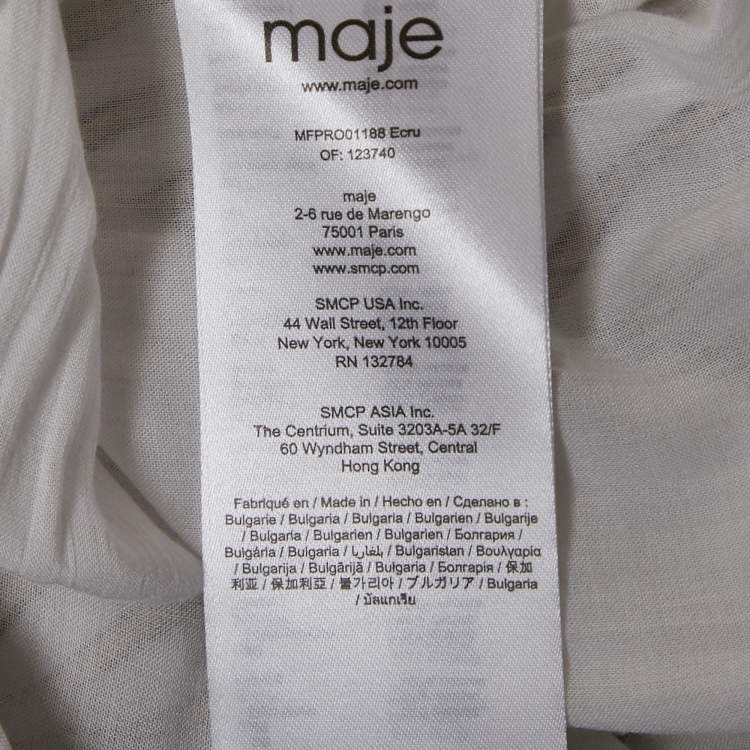 maje
www.maje.com
MFPRO01188 Ecru
OF: 123740
maje
2-6 rue de Marengo
75001 Paris
www.maje.com
www.smcp.com
SMCP USA Inc.
44 Wall Street, 12th Floor
New York, New York 10005
RN 132784
SMCP ASIA Inc.
The Centrium, Suite 3203A-5A 32/F
60 Wyndham Street, Central
Hong Kong
Fabriqué en / Made in / Hecho en / Сделано в :
Bulgarie / Bulgaria / Bulgaria / Bulgarien / Bulgarije
/ Bulgaria / Bulgarien / Bulgarien / Болгария /
Bulgária / Bulgaria / بلغاريا / Bulgaristan / Βουλγαρία
/ Bulgarija / Bulgārijā / Bulgaria / Болгарія / 保加
利亚 / 保加利亞 / 불가리아 / ブルガリア / Bulgaria
/ บัลแกเรีย